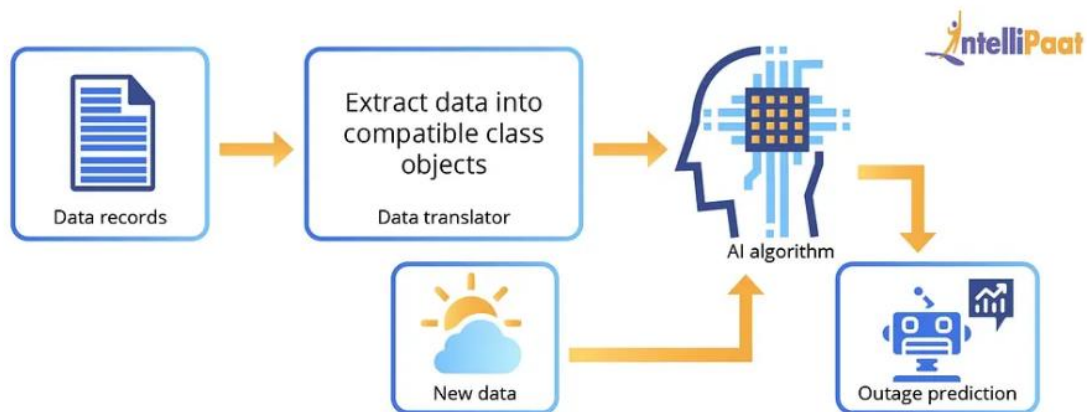 IntelliPaat
Extract data into
compatible class
objects
Data records
Data translator
AI algorithm
New data
Outage prediction